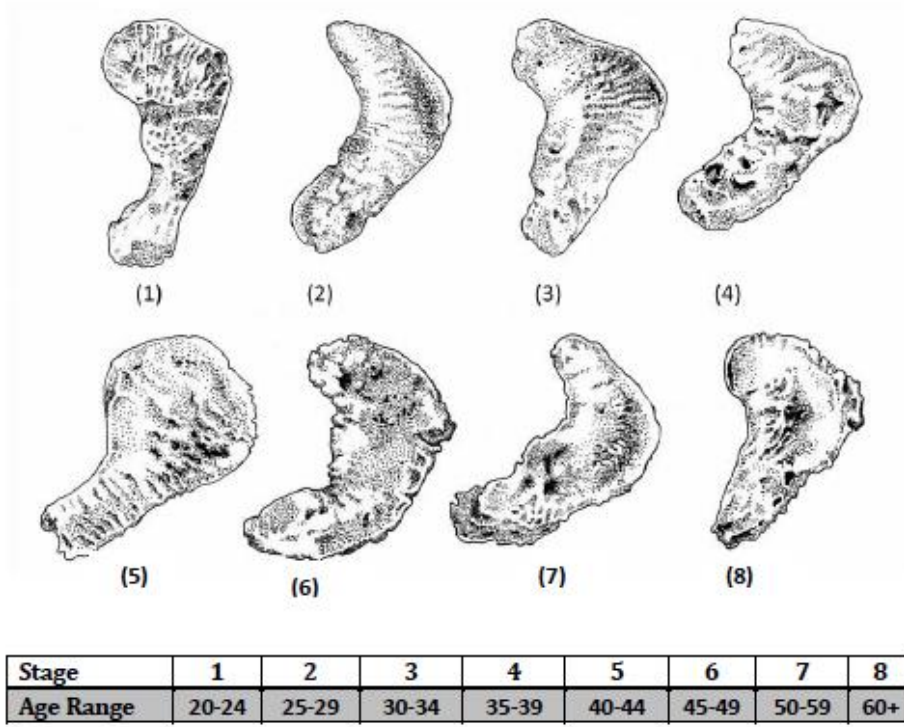 (1) (2) (3) (4)
(5) (6) (7) (8)
Stage 1 2 3 4 5 6 7 8
Age Range 20-24 25-29 30-34 35-39 40-44 45-49 50-59 60+